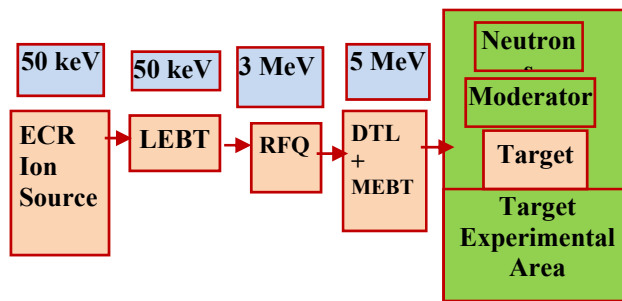 50 keV
50 keV
3 MeV
5 MeV
Neutron
s
Moderator
Target
ECR
Ion
Source
LEBT
RFQ
DTL
+
MEBT
Target
Experimental
Area